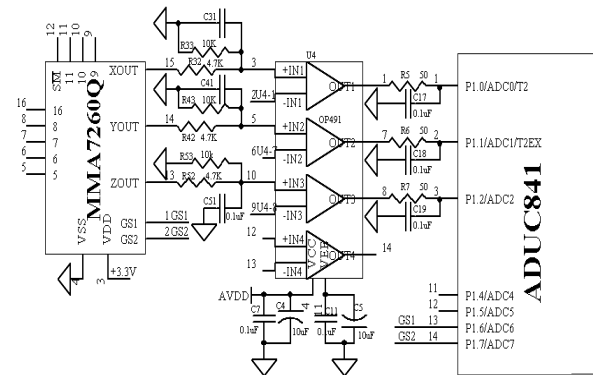 C31
R33 10K
12 11 10 9
SM 11 10 9
XOUT 15 R32 4.7K 3
C41
R43 10K
YOUT 14 R42 4.7K 5
R53 10k
ZOUT 13 R52 4.7K 10
C51 0.1uF
16 16
8 8
7 7
6 6
5 5
MMA7260Q
GS1 1 GS1
GS2 2 GS2
VSS VDD
4 3 +3.3V
U4
+IN1 OUT1
2U4-1 -IN1
OP491
+IN2 OUT2
6U4-7 -IN2
+IN3 OUT3
9U4-8 -IN3
12 +IN4 OUT4 14
13 -IN4
VCC VEE
4 11
AVDD
C7 0.1uF
C4 10uF
C11 0.1uF
C5 10uF
1 R5 50 1 P1.0/ADC0/T2
C17 0.1uF
7 R6 50 2 P1.1/ADC1/T2EX
C18 0.1uF
8 R7 50 3 P1.2/ADC2
C19 0.1uF
ADUC841
11 P1.4/ADC4
12 P1.5/ADC5
GS1 13 P1.6/ADC6
GS2 14 P1.7/ADC7